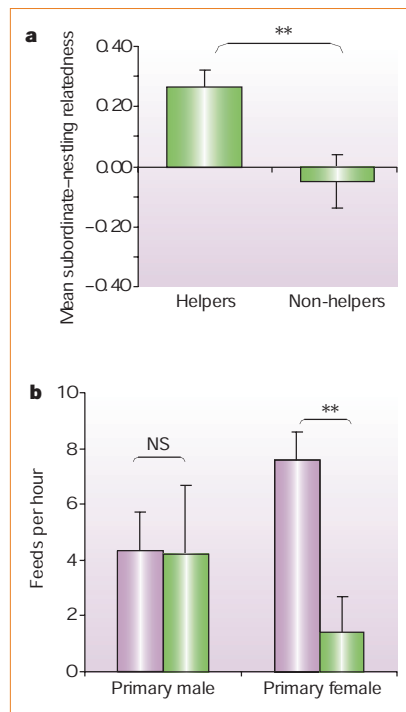 a
**
Mean subordinate–nestling relatedness
0.40
0.20
0.00
–0.20
–0.40
Helpers Non-helpers
b
10
8
6
4
2
0
Feeds per hour
NS
**
Primary male Primary female